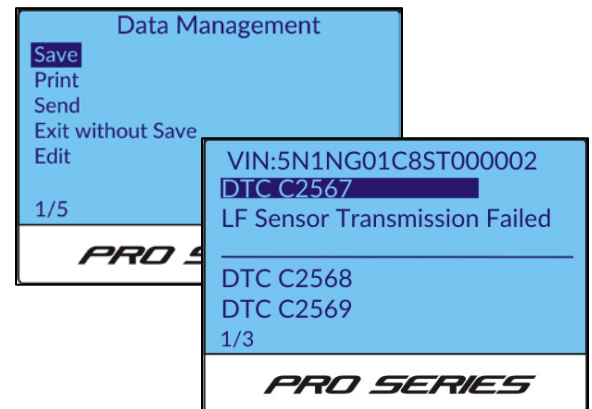 Data Management
Save
Print
Send
Exit without Save
Edit
1/5
PRO S
VIN:5N1NG01C8ST000002
DTC C2567
LF Sensor Transmission Failed
DTC C2568
DTC C2569
1/3
PRO SERIES